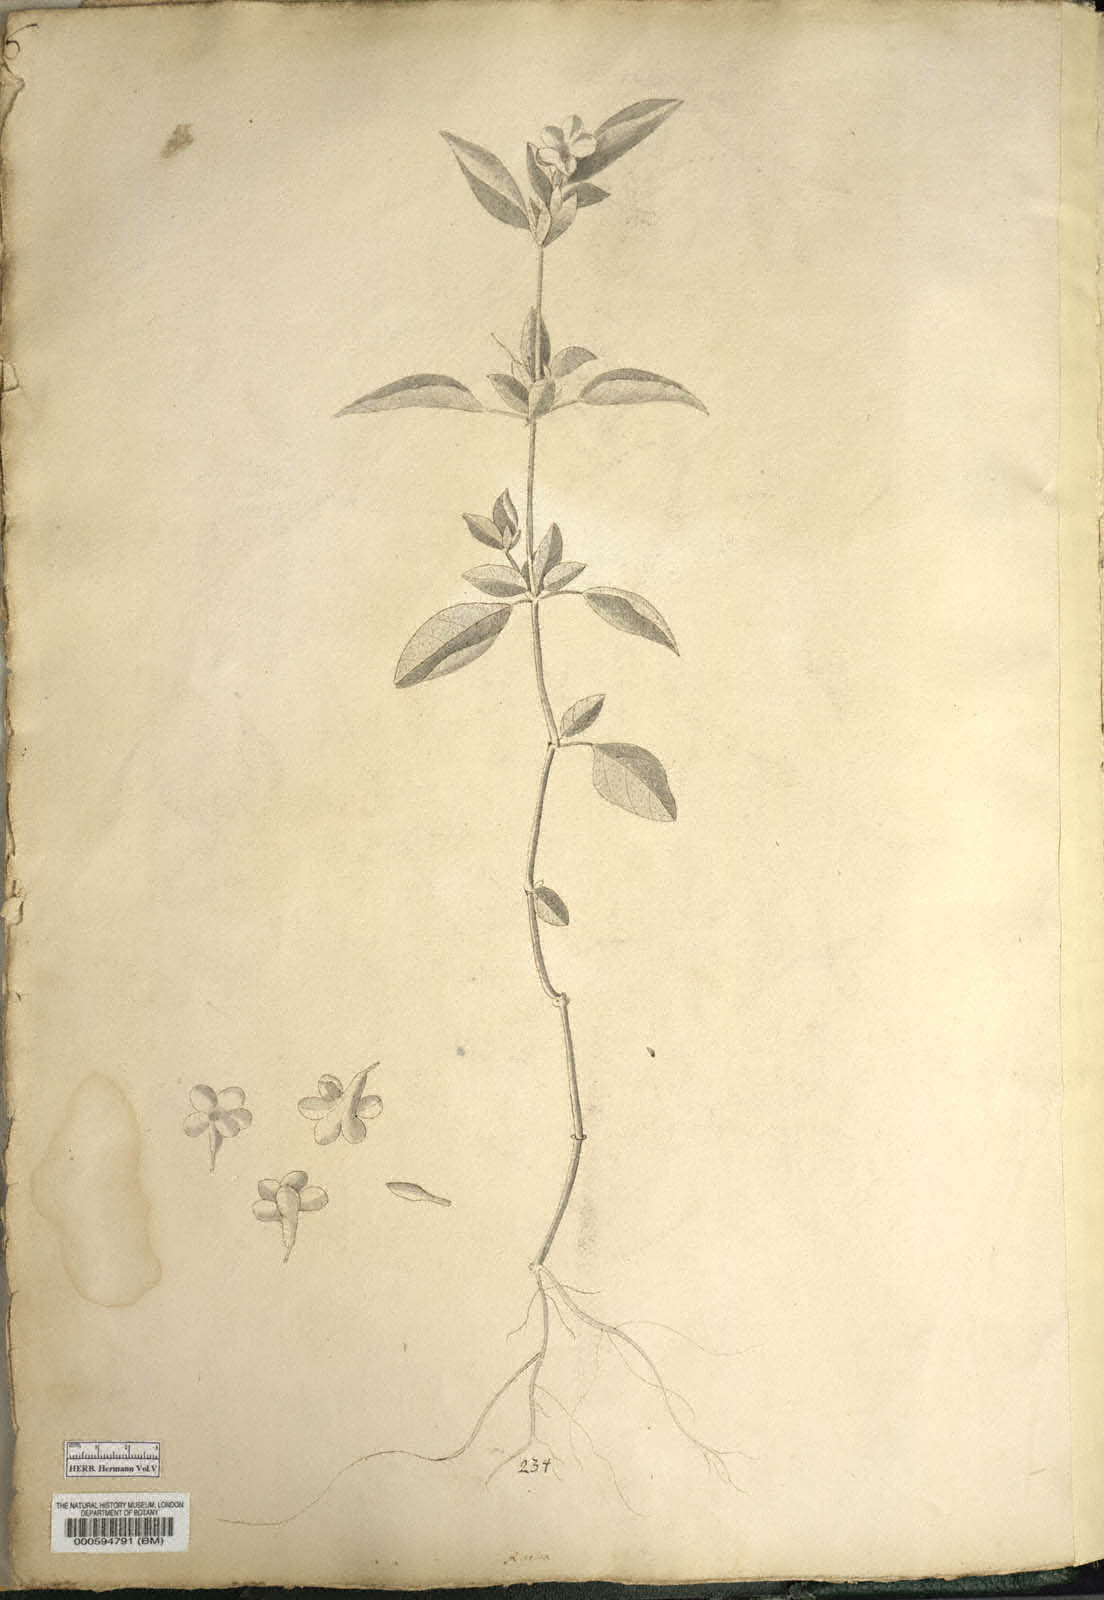 234
HERB. Hermann Vol.V
THE NATURAL HISTORY MUSEUM, LONDON
DEPARTMENT OF BOTANY
000594791 (BM)